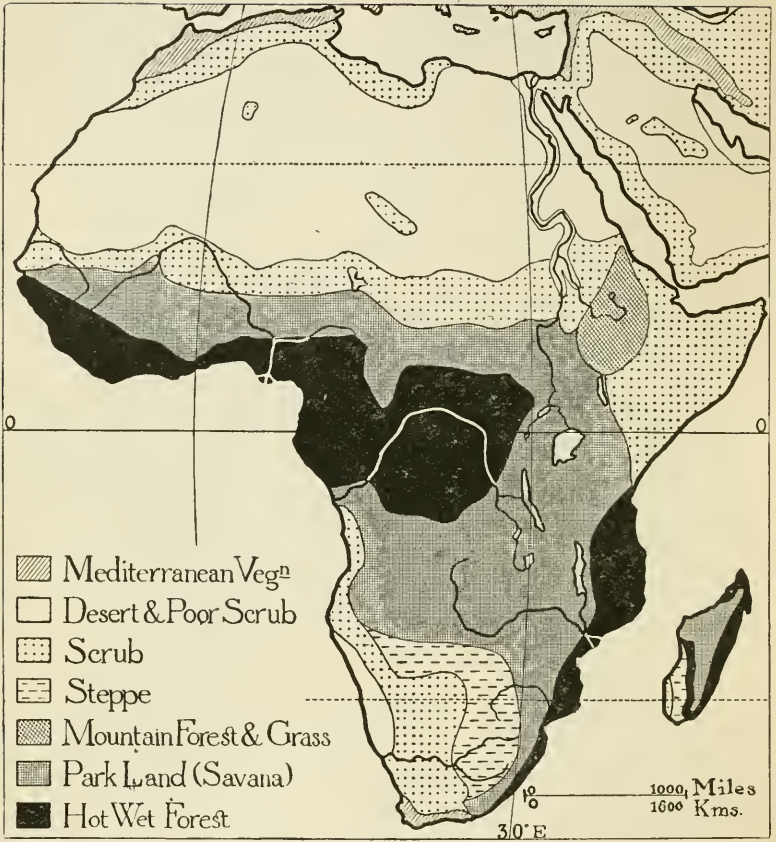 0
0
Mediterranean Vegⁿ
Desert & Poor Scrub
Scrub
Steppe
Mountain Forest & Grass
Park Land (Savana)
Hot Wet Forest
0
1000 Miles
1600 Kms.
30° E